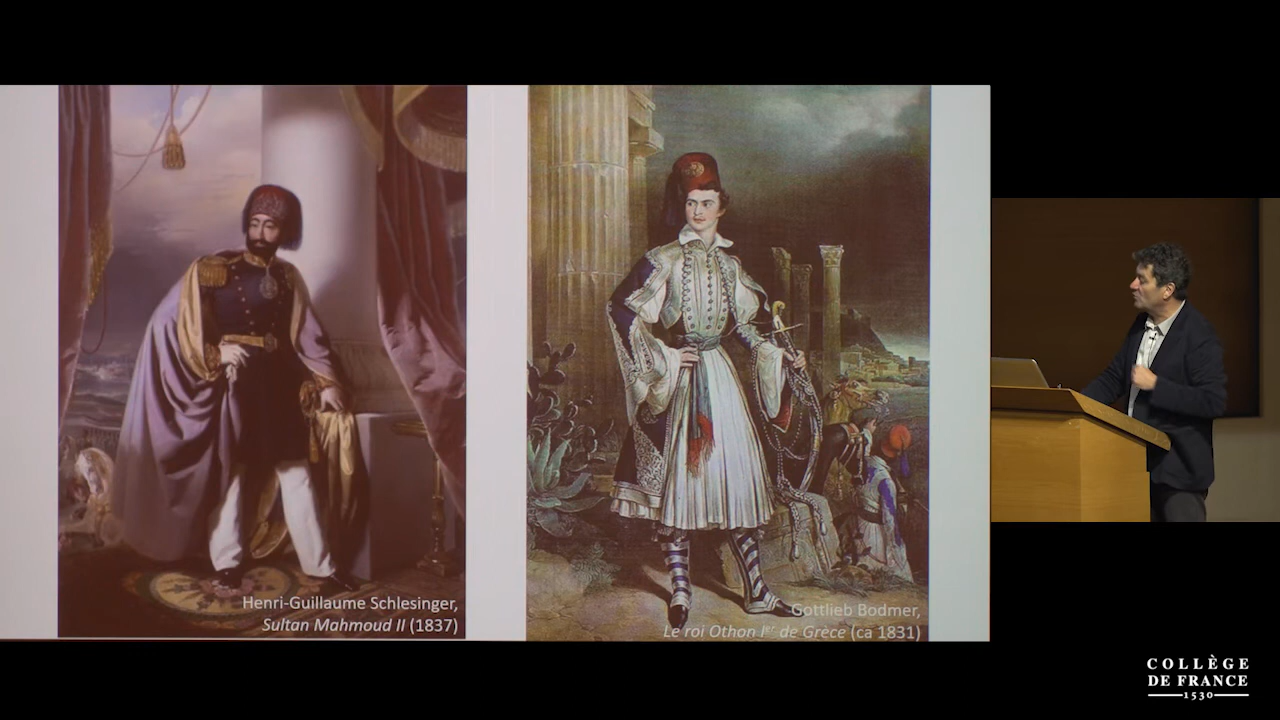 Henri-Guillaume Schlesinger,
Sultan Mahmoud II (1837)
Gottlieb Bodmer,
Le roi Othon Ier de Grèce (ca 1831)
COLLÈGE
DE FRANCE
1530